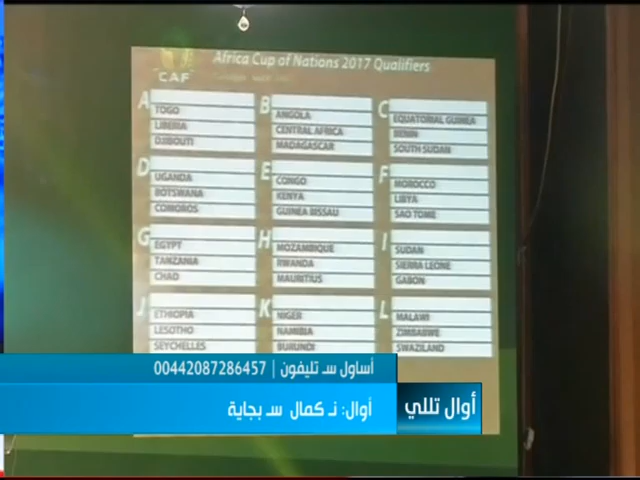 CAF
Africa Cup of Nations 2017 Qualifiers
A
TOGO
LIBERIA
DJIBOUTI
B
ANGOLA
CENTRAL AFRICA
MADAGASCAR
C
EQUATORIAL GUINEA
BENIN
SOUTH SUDAN
D
UGANDA
BOTSWANA
COMOROS
E
CONGO
KENYA
GUINEA BISSAU
F
MOROCCO
LIBYA
SAO TOME
G
EGYPT
TANZANIA
CHAD
H
MOZAMBIQUE
RWANDA
MAURITIUS
I
SUDAN
SIERRA LEONE
GABON
J
ETHIOPIA
LESOTHO
SEYCHELLES
K
NIGER
NAMIBIA
BURUNDI
L
MALAWI
ZIMBABWE
SWAZILAND
أساول سـ تليفون | 00442087286457
أوال تللي
أوال: نـ كمال سـ بجاية